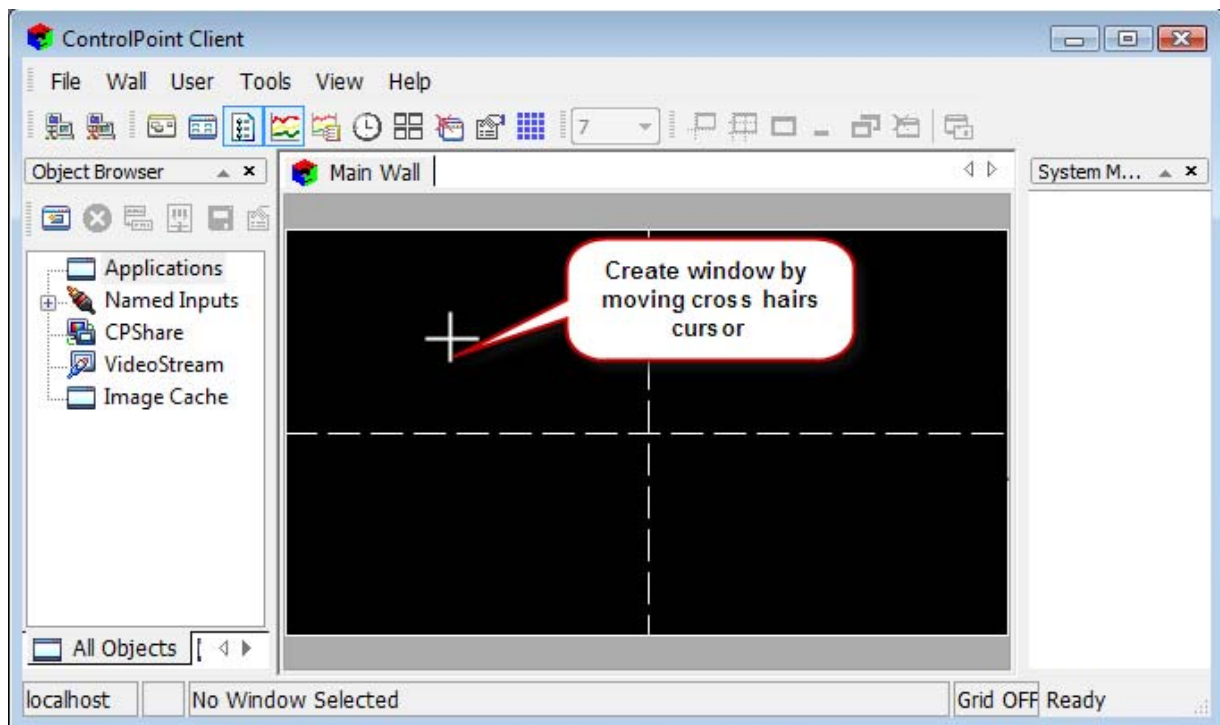 ControlPoint Client
File Wall User Tools View Help
7
Object Browser
Main Wall
System M...
Applications
Named Inputs
CPShare
VideoStream
Image Cache
Create window by
moving cross hairs
cursor
All Objects
localhost
No Window Selected
Grid OFF
Ready